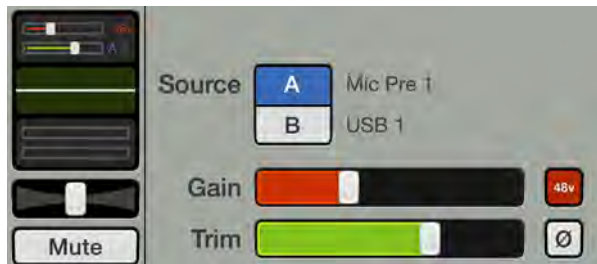 Source
A
Mic Pre 1
B
USB 1
Gain
48v
Trim
Ø
Mute